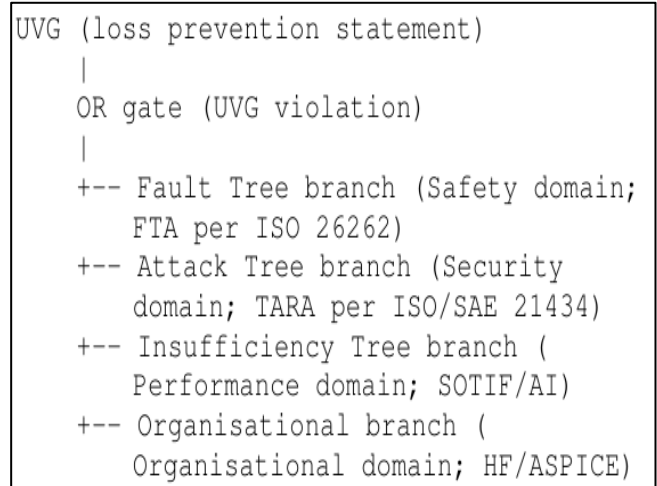 UVG (loss prevention statement)
|
OR gate (UVG violation)
|
+-- Fault Tree branch (Safety domain;
FTA per ISO 26262)
+-- Attack Tree branch (Security
domain; TARA per ISO/SAE 21434)
+-- Insufficiency Tree branch (
Performance domain; SOTIF/AI)
+-- Organisational branch (
Organisational domain; HF/ASPICE)